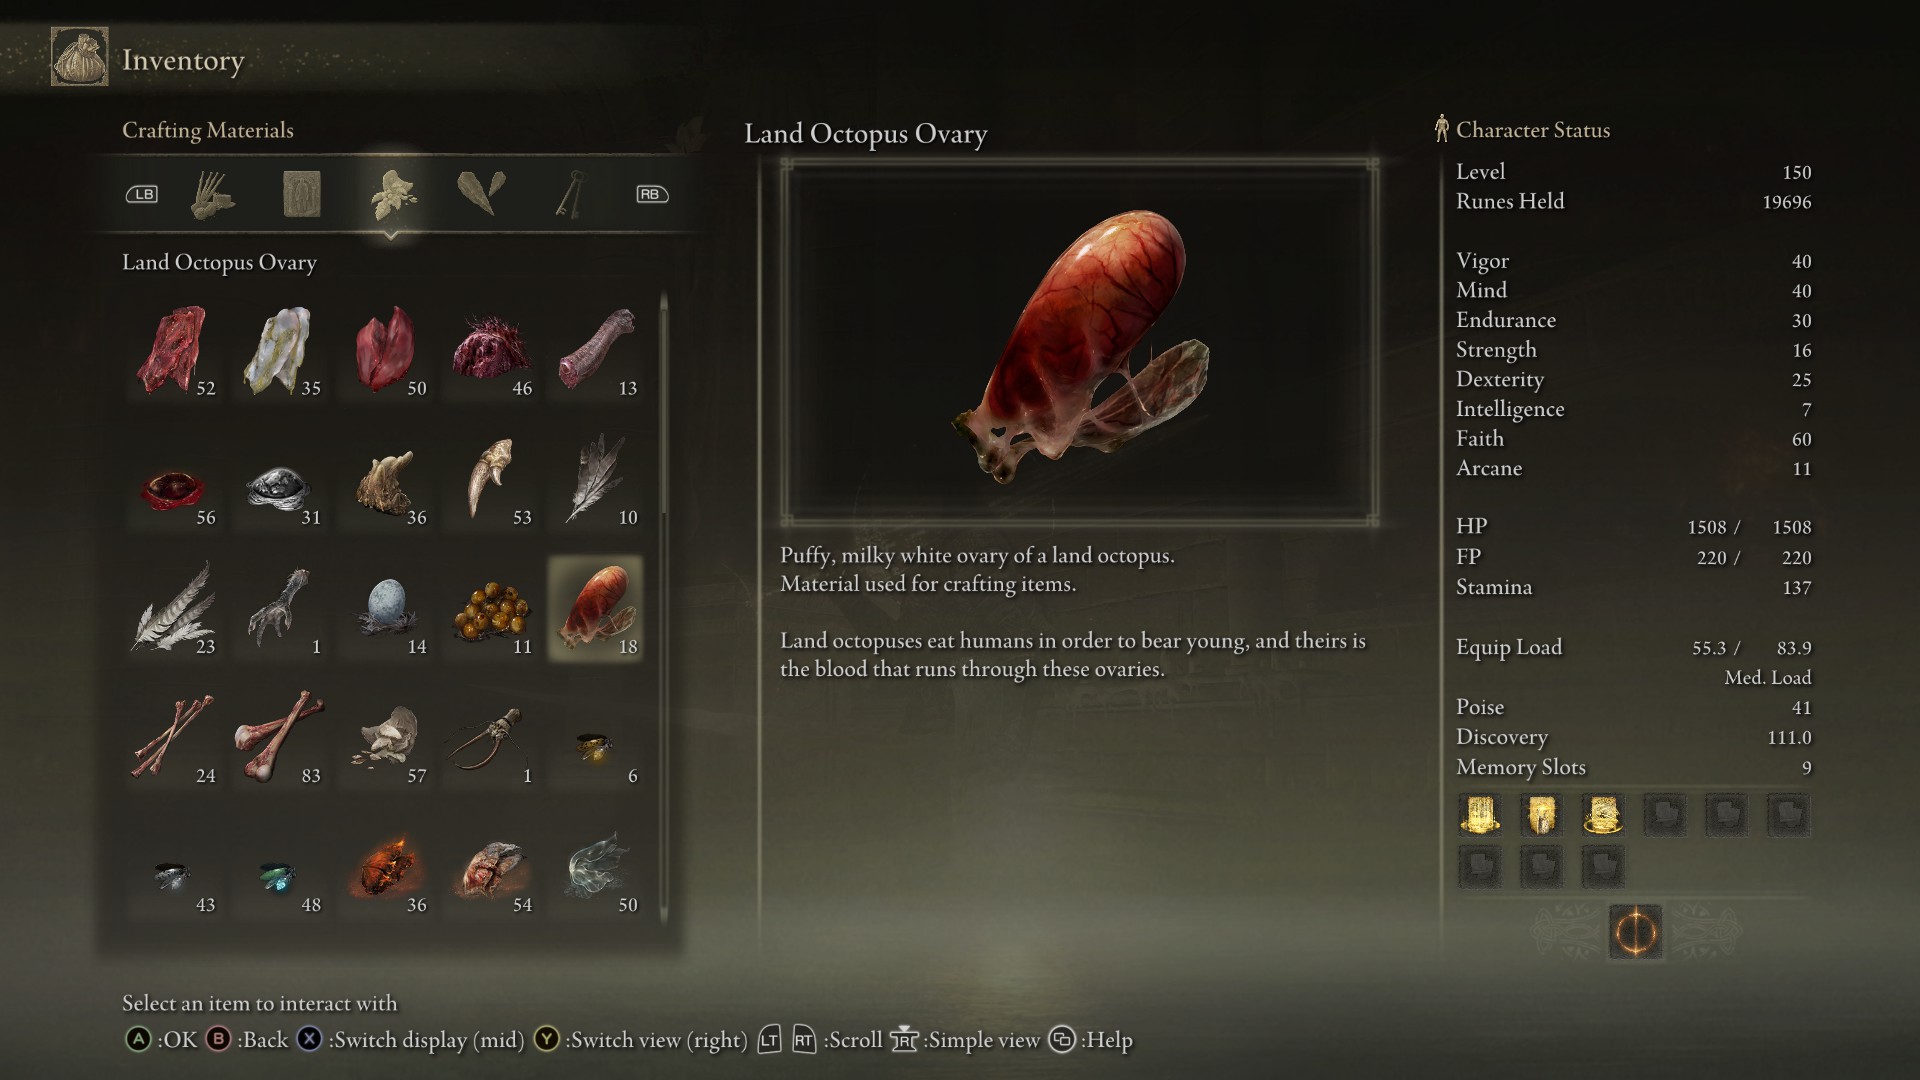 Inventory
Crafting Materials
LB
RB
Land Octopus Ovary
52 35 50 46 13
56 31 36 53 10
23 1 14 11 18
24 83 57 1 6
43 48 36 54 50
Land Octopus Ovary
Puffy, milky white ovary of a land octopus.
Material used for crafting items.
Land octopuses eat humans in order to bear young, and theirs is
the blood that runs through these ovaries.
Character Status
Level 150
Runes Held 19696
Vigor 40
Mind 40
Endurance 30
Strength 16
Dexterity 25
Intelligence 7
Faith 60
Arcane 11
HP 1508 / 1508
FP 220 / 220
Stamina 137
Equip Load 55.3 / 83.9
Med. Load
Poise 41
Discovery 111.0
Memory Slots 9
Select an item to interact with
A :OK B :Back X :Switch display (mid) Y :Switch view (right) LT RT :Scroll R :Simple view :Help